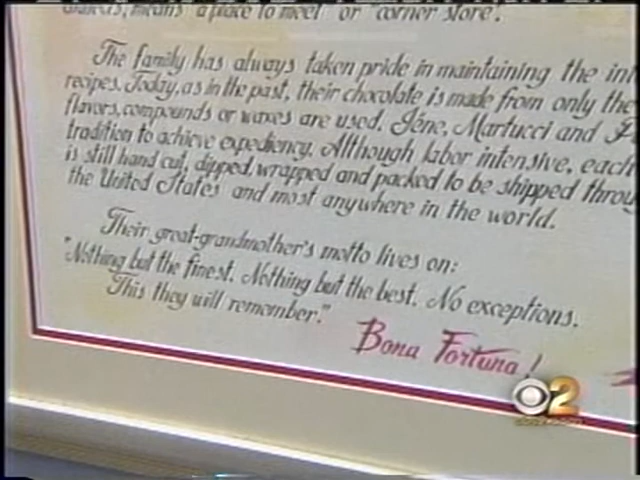 means "a place to meet" or "corner store".
The family has always taken pride in maintaining the
recipes. Today, as in the past, their chocolate is made from only the
flavors, compounds or waxes are used. Jéne, Martucci and
tradition to achieve expediency. Although labor intensive, each
is still hand cut, dipped, wrapped and packed to be shipped
the United States and most anywhere in the world.
Their great-grandmother's motto lives on:
"Nothing but the finest. Nothing but the best. No exceptions.
This they will remember."
Bona Fortuna!
2